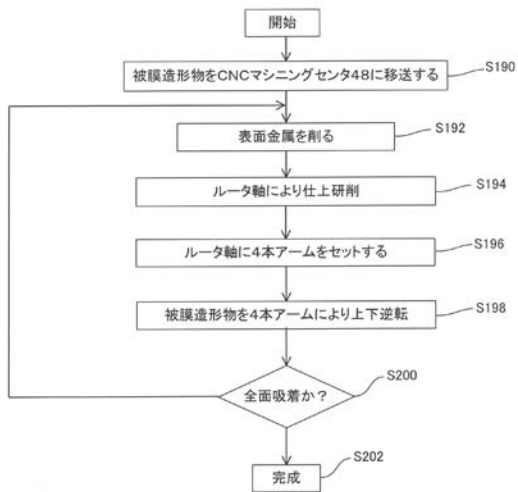 開始
被膜造形物をCNCマシニングセンタ48に移送する
S190
表面金属を削る
S192
ルータ軸により仕上研削
S194
ルータ軸に4本アームをセットする
S196
被膜造形物を4本アームにより上下逆転
S198
全面吸着か?
S200
完成
S202